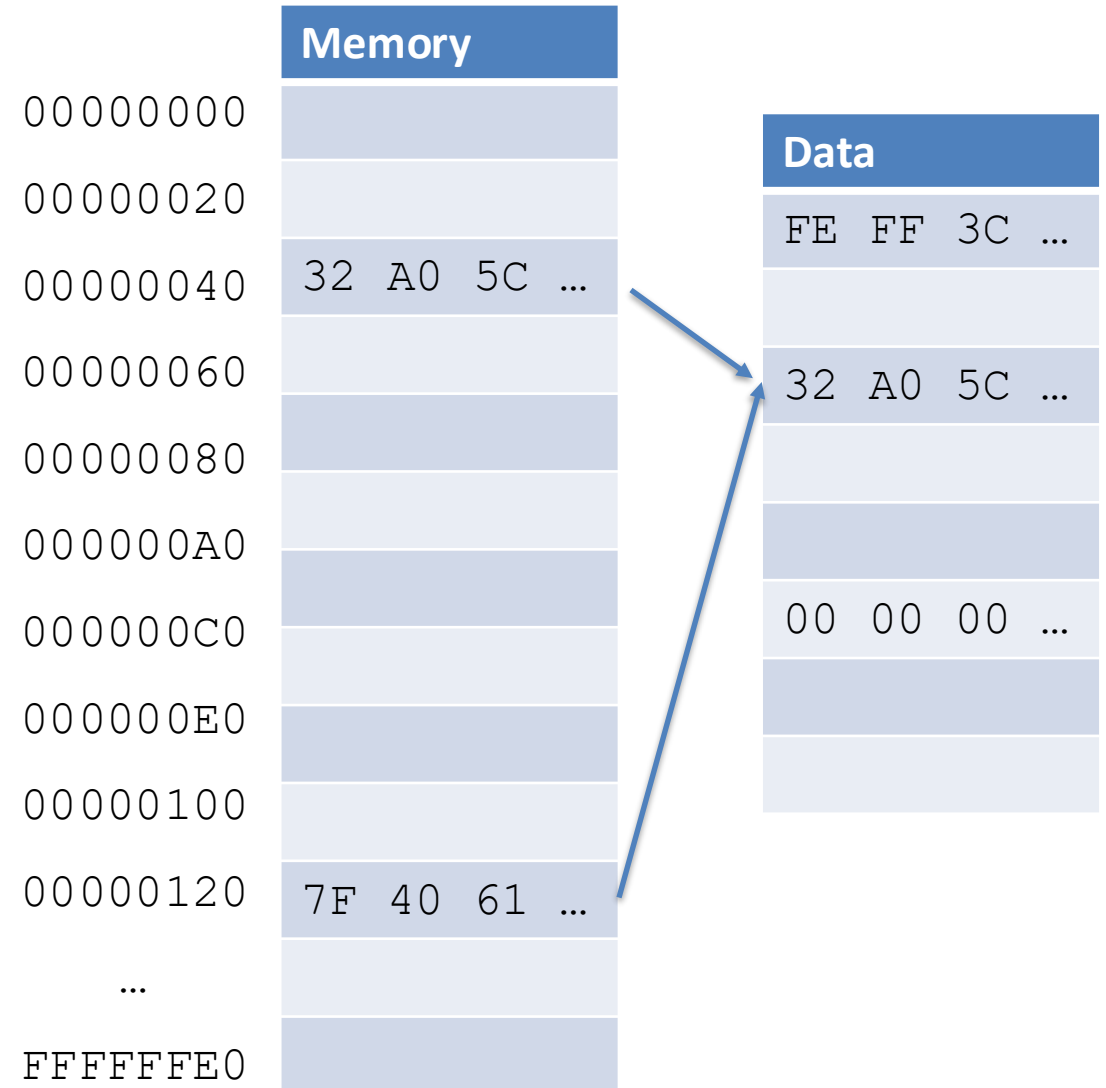 Memory
00000000
00000020
00000040 32 A0 5C …
00000060
00000080
000000A0
000000C0
000000E0
00000100
00000120 7F 40 61 …
…
FFFFFFE0
Data
FE FF 3C …
32 A0 5C …
00 00 00 …